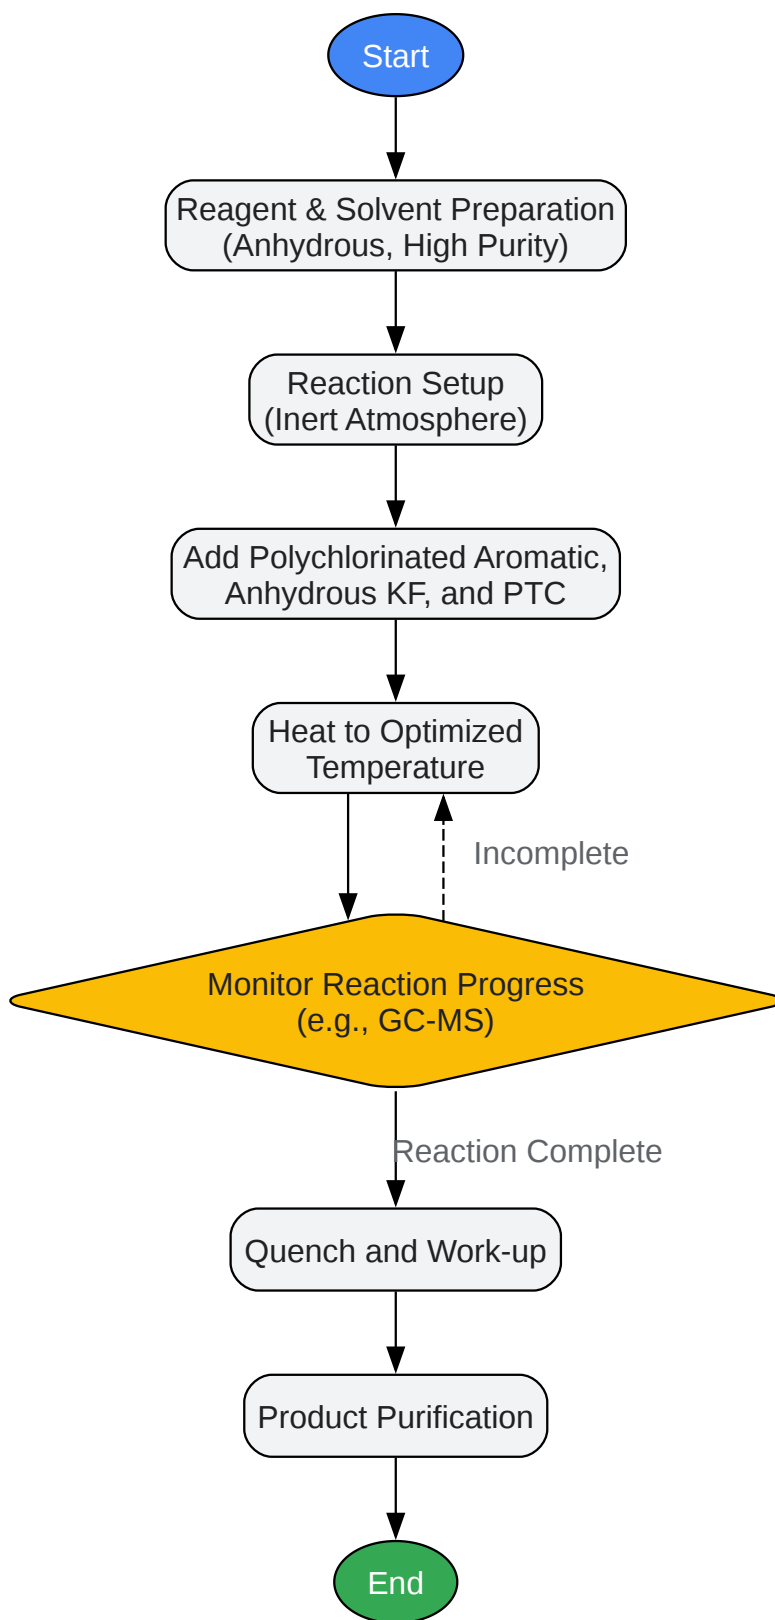 Start
Reagent & Solvent Preparation
(Anhydrous, High Purity)
Reaction Setup
(Inert Atmosphere)
Add Polychlorinated Aromatic,
Anhydrous KF, and PTC
Heat to Optimized
Temperature
Incomplete
Monitor Reaction Progress
(e.g., GC-MS)
Reaction Complete
Quench and Work-up
Product Purification
End